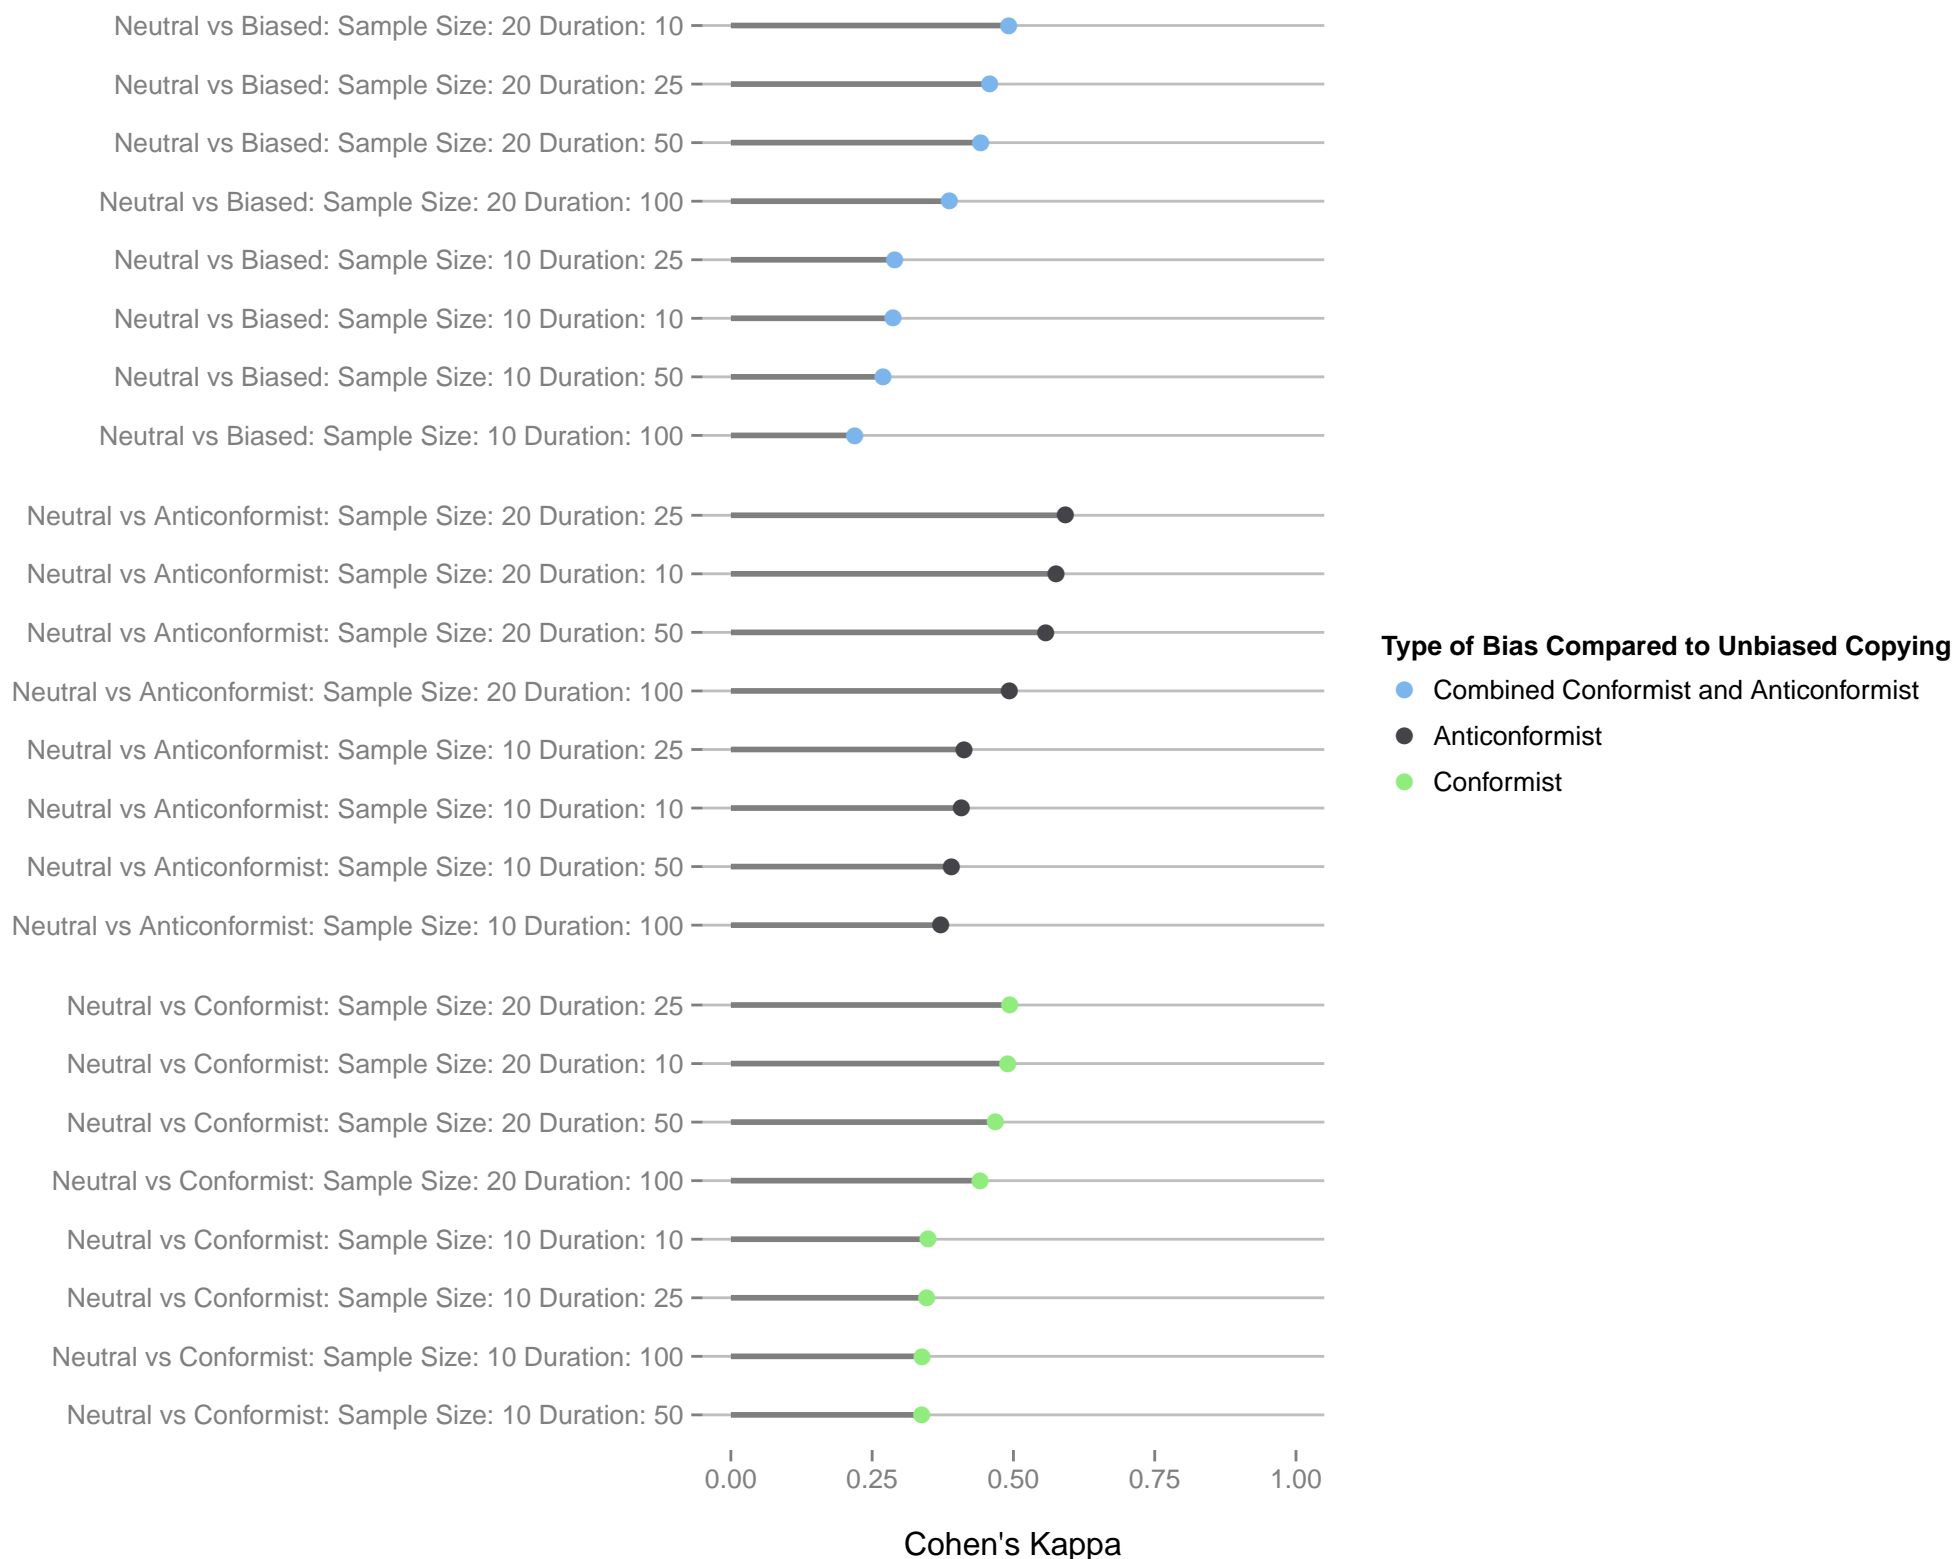 Neutral vs Biased: Sample Size: 20 Duration: 10
Neutral vs Biased: Sample Size: 20 Duration: 25
Neutral vs Biased: Sample Size: 20 Duration: 50
Neutral vs Biased: Sample Size: 20 Duration: 100
Neutral vs Biased: Sample Size: 10 Duration: 25
Neutral vs Biased: Sample Size: 10 Duration: 10
Neutral vs Biased: Sample Size: 10 Duration: 50
Neutral vs Biased: Sample Size: 10 Duration: 100
Neutral vs Anticonformist: Sample Size: 20 Duration: 25
Neutral vs Anticonformist: Sample Size: 20 Duration: 10
Neutral vs Anticonformist: Sample Size: 20 Duration: 50
Neutral vs Anticonformist: Sample Size: 20 Duration: 100
Neutral vs Anticonformist: Sample Size: 10 Duration: 25
Neutral vs Anticonformist: Sample Size: 10 Duration: 10
Neutral vs Anticonformist: Sample Size: 10 Duration: 50
Neutral vs Anticonformist: Sample Size: 10 Duration: 100
Neutral vs Conformist: Sample Size: 20 Duration: 25
Neutral vs Conformist: Sample Size: 20 Duration: 10
Neutral vs Conformist: Sample Size: 20 Duration: 50
Neutral vs Conformist: Sample Size: 20 Duration: 100
Neutral vs Conformist: Sample Size: 10 Duration: 10
Neutral vs Conformist: Sample Size: 10 Duration: 25
Neutral vs Conformist: Sample Size: 10 Duration: 100
Neutral vs Conformist: Sample Size: 10 Duration: 50
0.00 0.25 0.50 0.75 1.00
Cohen's Kappa
Type of Bias Compared to Unbiased Copying
Combined Conformist and Anticonformist
Anticonformist
Conformist